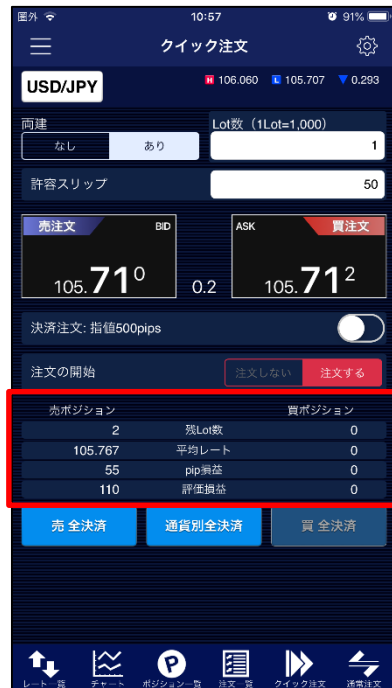 圏外 10:57 91%
クイック注文
USD/JPY H 106.060 L 105.707 ▼ 0.293
両建 Lot数（1Lot=1,000）
なし あり 1
許容スリップ 50
売注文 BID ASK 買注文
105.710 0.2 105.712
決済注文: 指値500pips
注文の開始 注文しない 注文する
売ポジション 買ポジション
2 残Lot数 0
105.767 平均レート 0
55 pip損益 0
110 評価損益 0
売 全決済 通貨別全決済 買 全決済
P
レート一覧 チャート ポジション一覧 注文一覧 クイック注文 通常注文